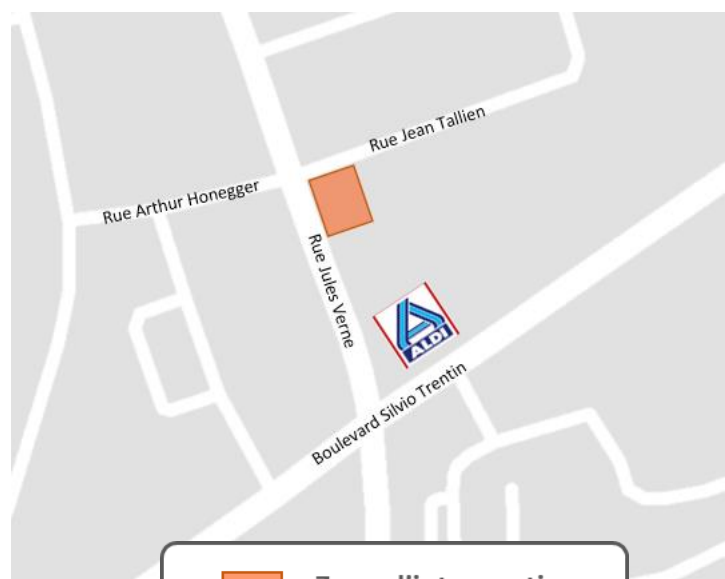 Rue Jean Tallien
Rue Arthur Honegger
Rue Jules Verne
ALDI
Boulevard Silvio Trentin